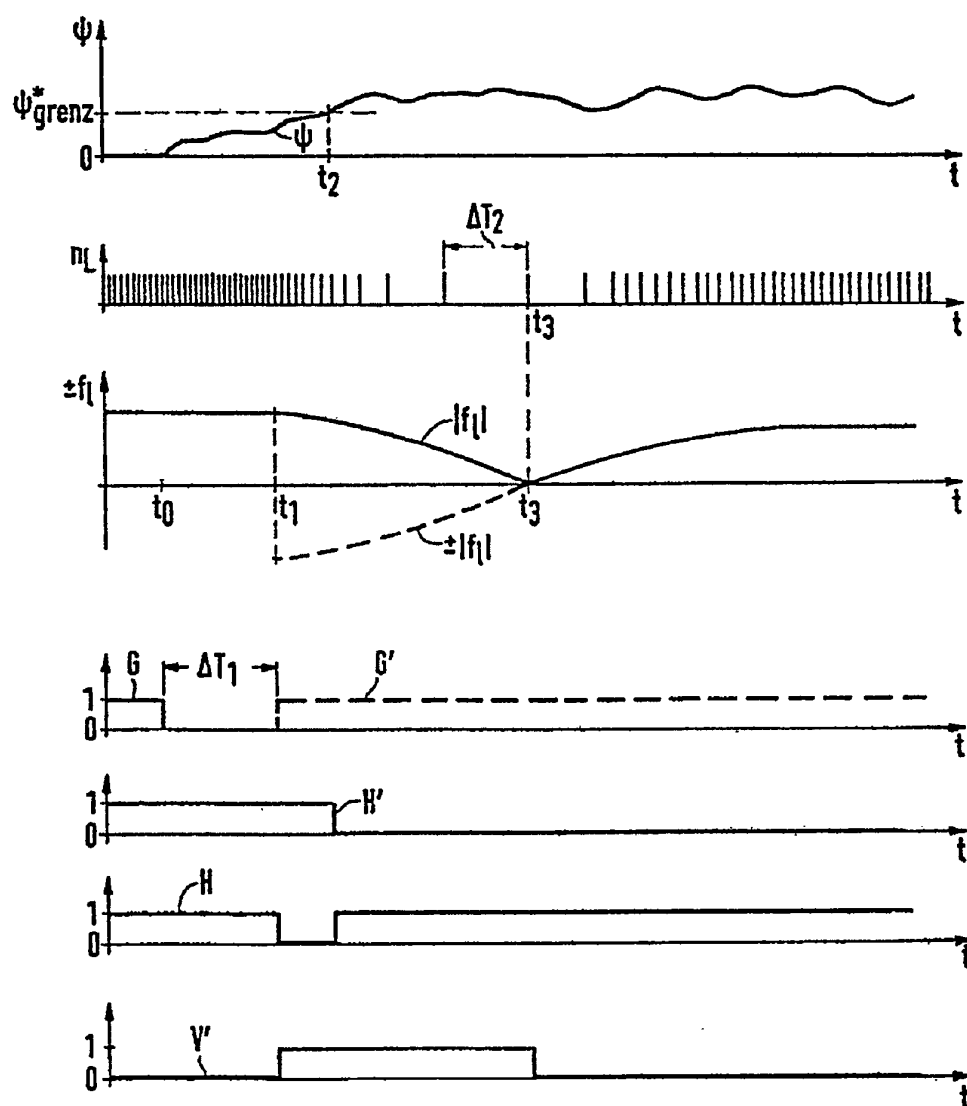 ψ
ψ*grenz
ψ
0
t2
t
ΔT2
nL
t3
t
±fl
|fl|
t0
t1
t3
t
±|fl|
G
ΔT1
G'
1
0
t
1
H'
0
t
H
1
0
t
V'
1
0
t